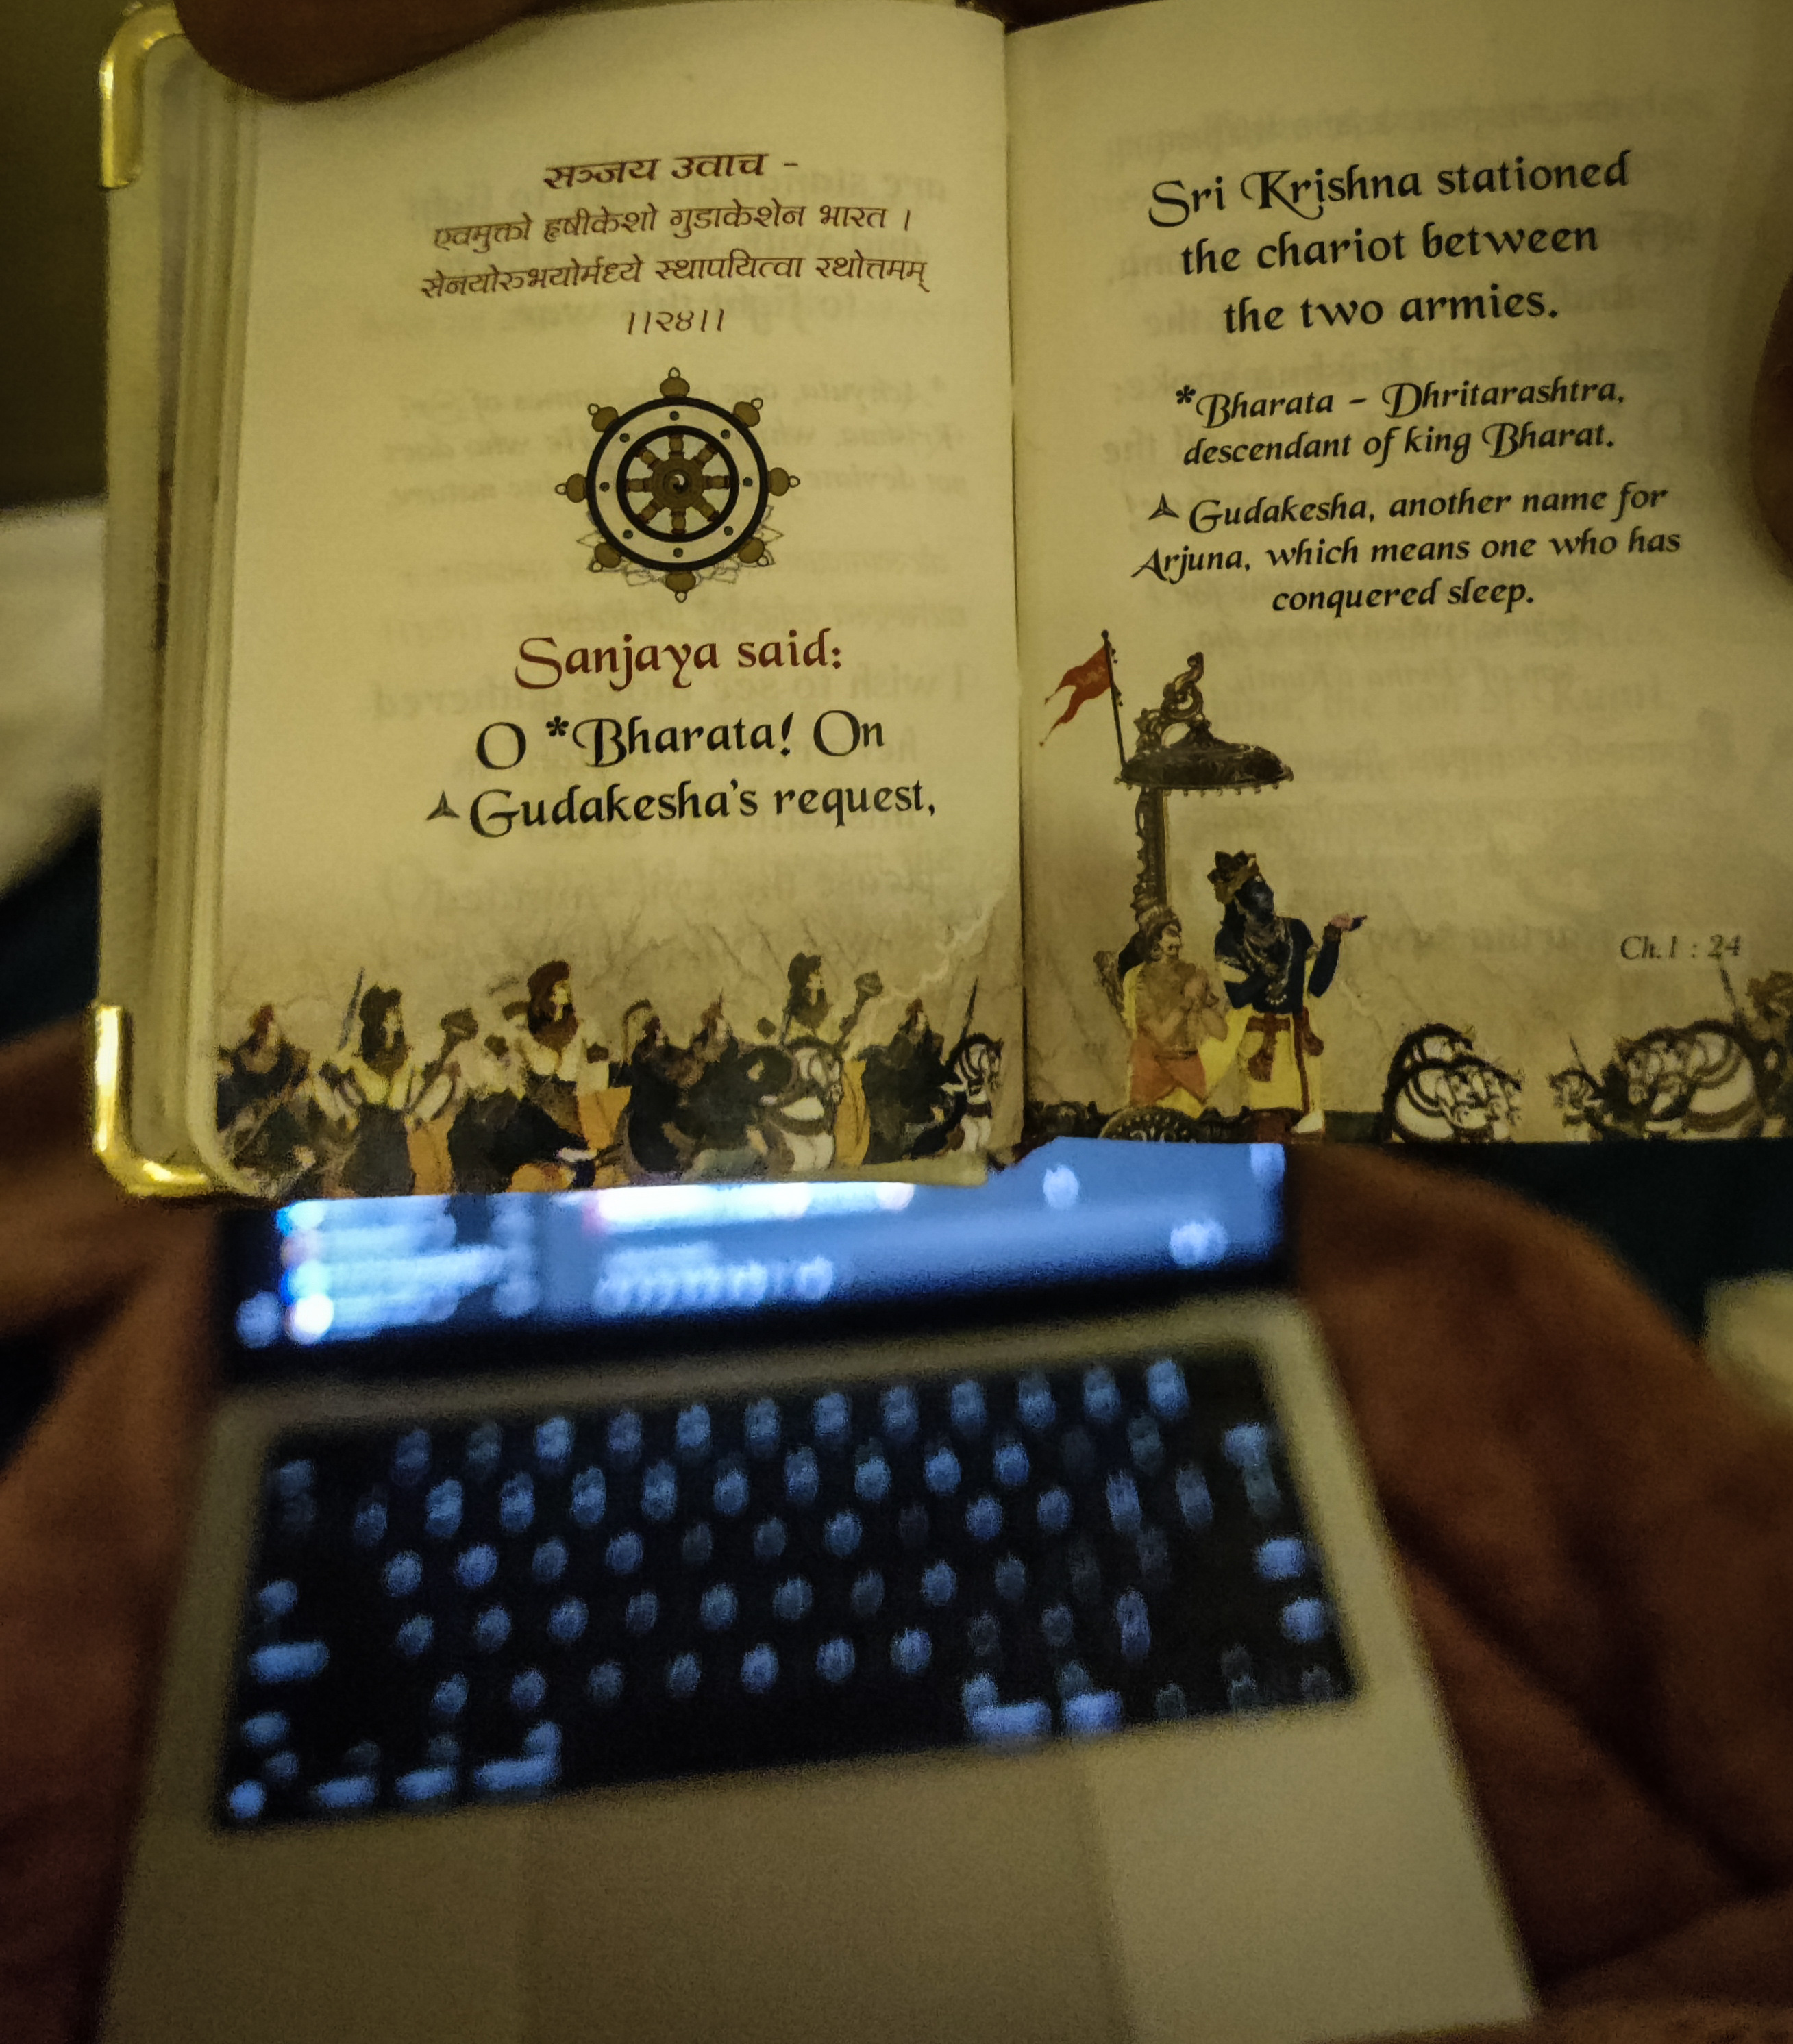 सञ्जय उवाच -
एवमुक्तो हृषीकेशो गुडाकेशेन भारत ।
सेनयोरुभयोर्मध्ये स्थापयित्वा रथोत्तमम्
।।२४।।
Sanjaya said:
O *Bharata! On
Gudakesha's request,
Sri Krishna stationed
the chariot between
the two armies.
*Bharata – Dhritarashtra,
descendant of king Bharat.
Gudakesha, another name for
Arjuna, which means one who has
conquered sleep.
Ch.1 : 24